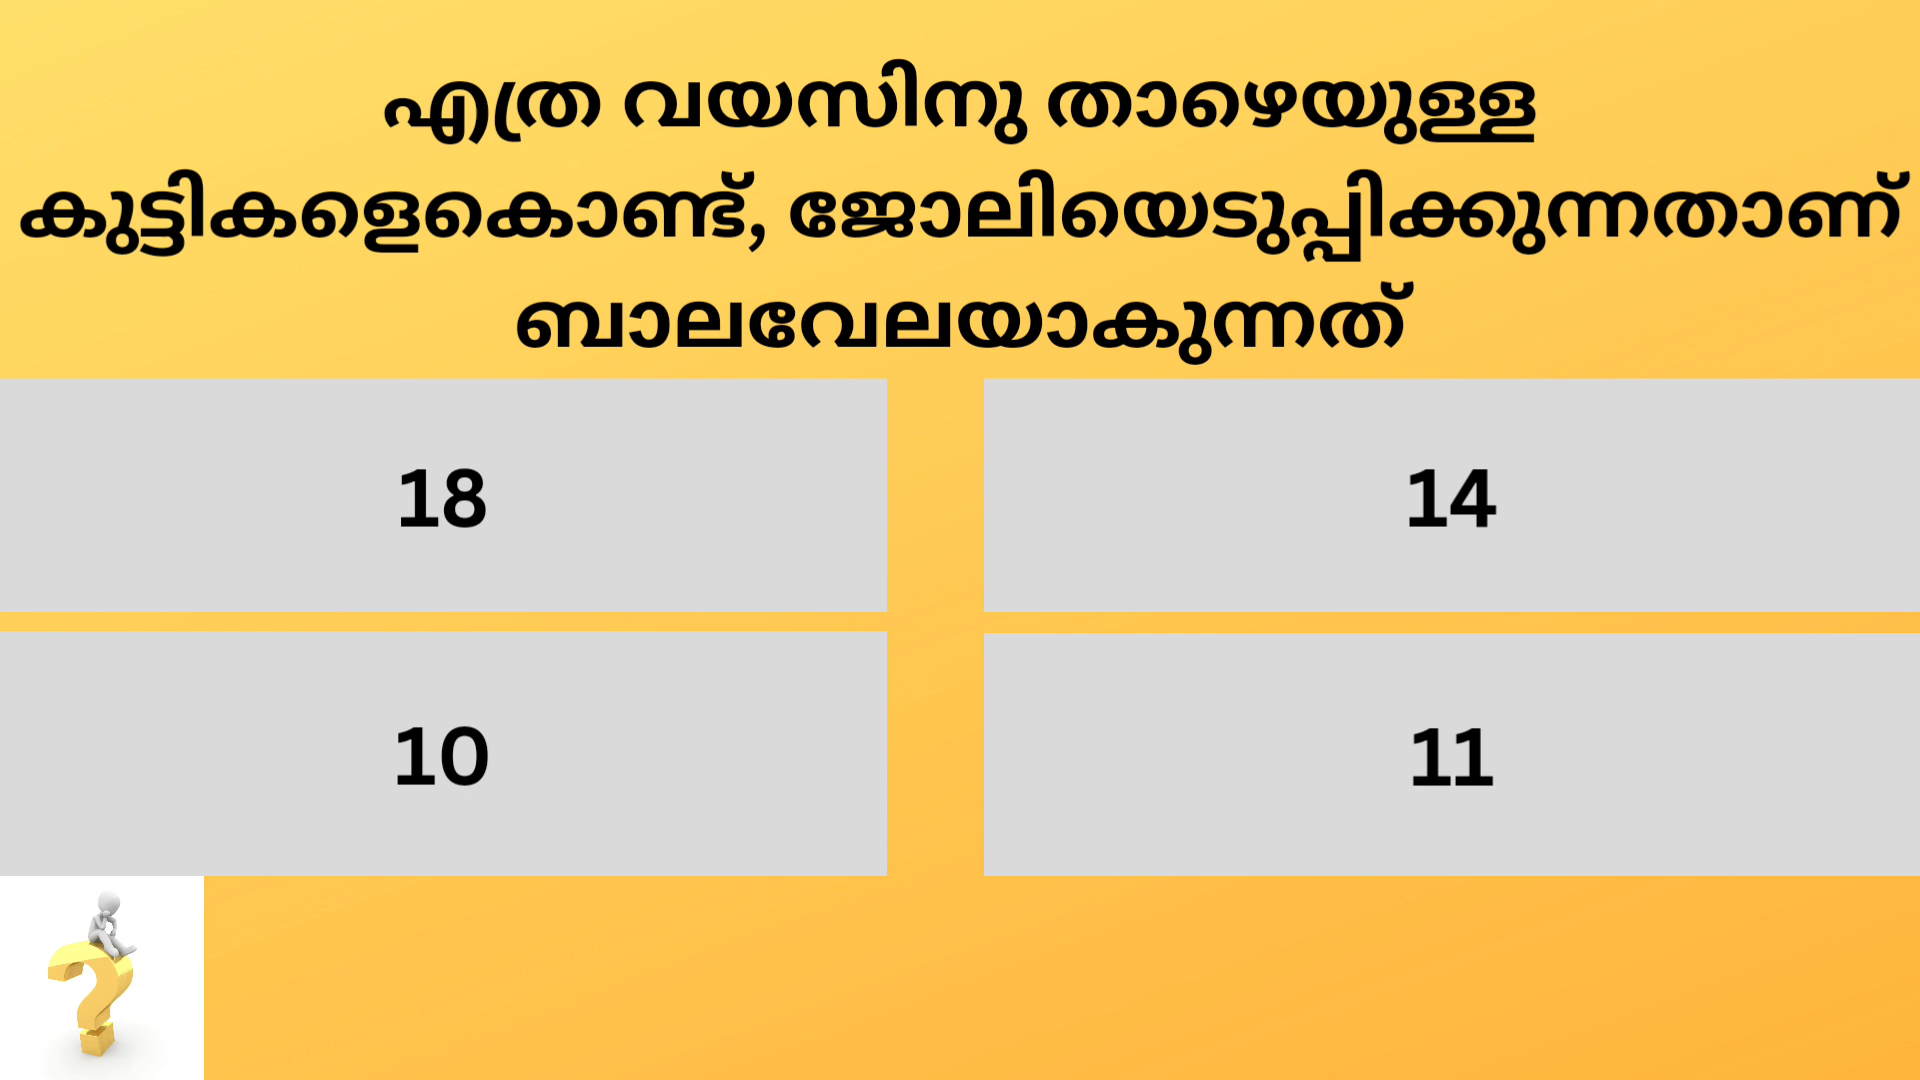 എത്ര വയസിനു താഴെയുള്ള
കുട്ടികളെകൊണ്ട്, ജോലിയെടുപ്പിക്കുന്നതാണ്
ബാലവേലയാകുന്നത്
18
14
10
11